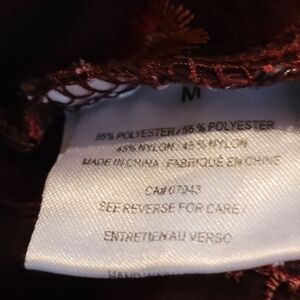 M
55% POLYESTER / 55 % POLYESTER
45% NYLON / 45 % NYLON
MADE IN CHINA / FABRIQUÉ EN CHINE
CA# 07943
SEE REVERSE FOR CARE
ENTRETIEN AU VERSO
HAND